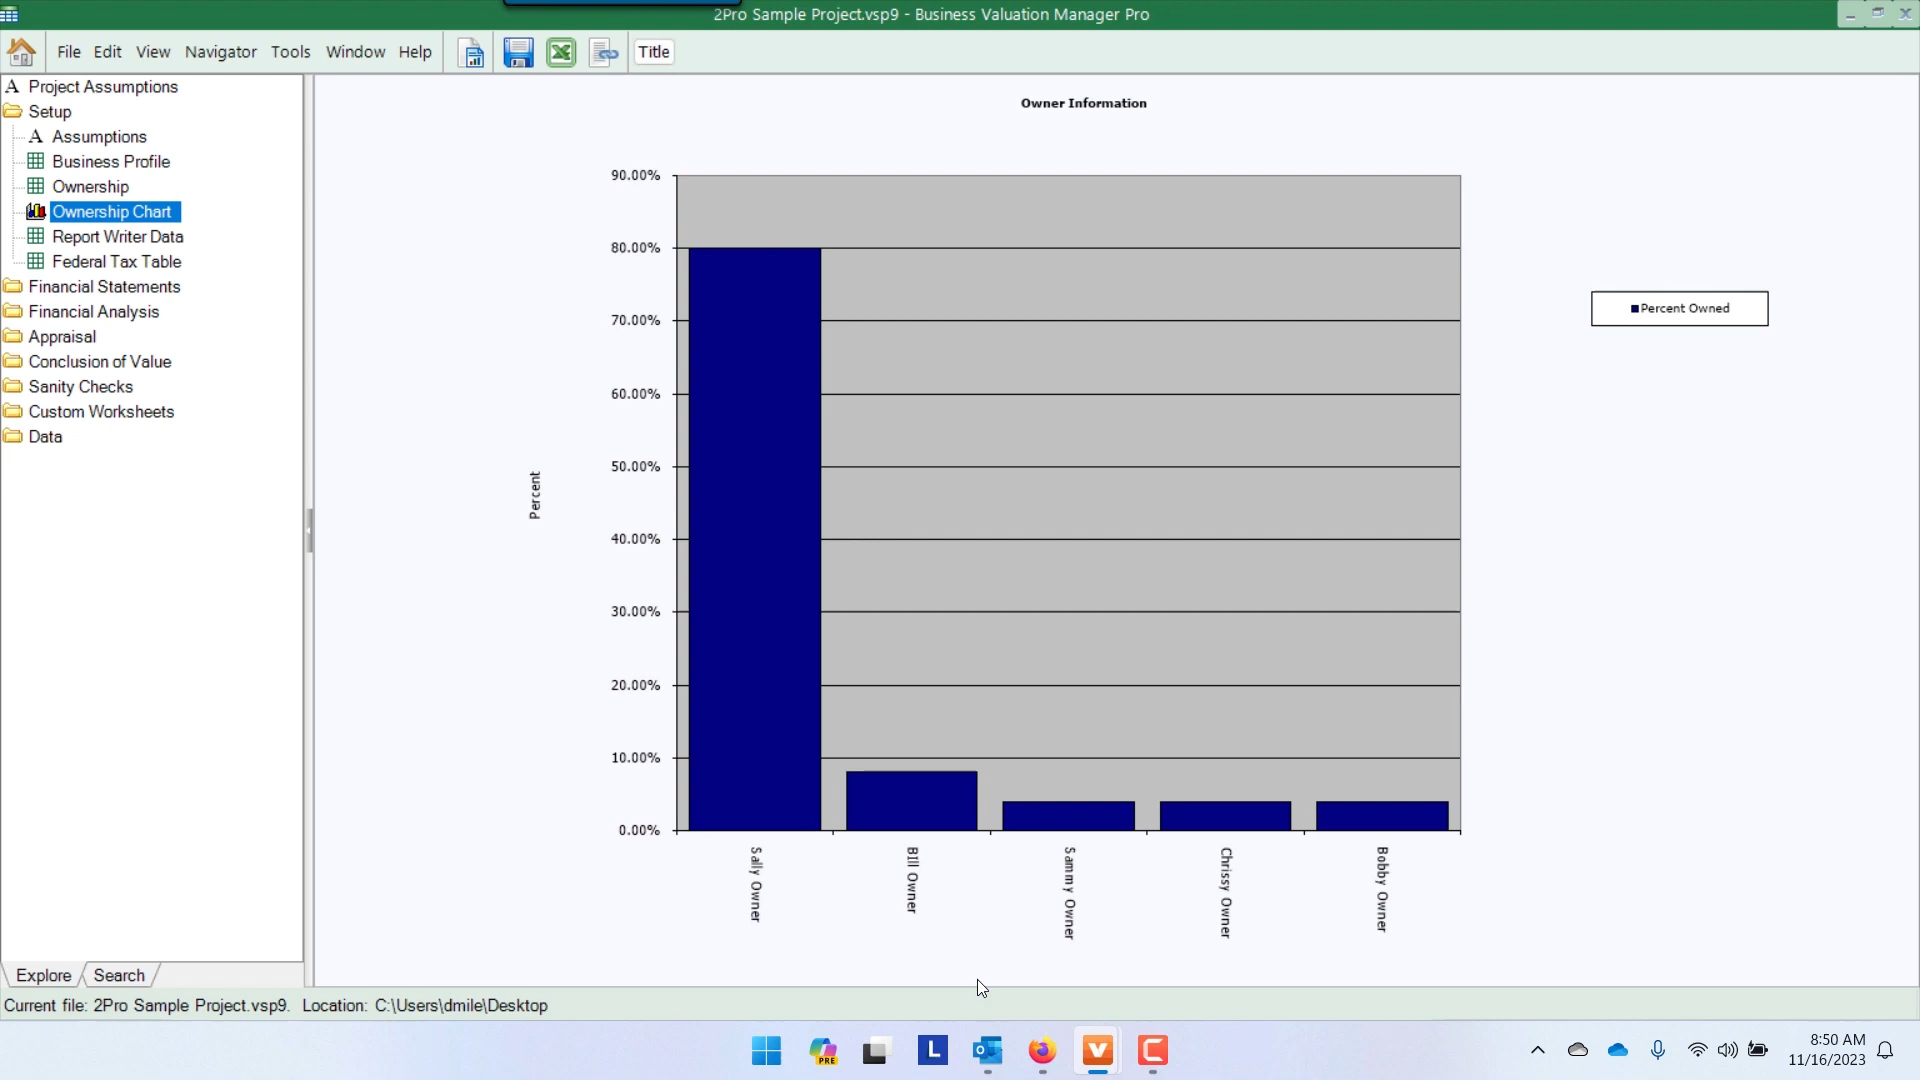 2Pro Sample Project.vsp9 - Business Valuation Manager Pro
File Edit View Navigator Tools Window Help Title
A Project Assumptions
Setup
A Assumptions
Business Profile
Ownership
Ownership Chart
Report Writer Data
Federal Tax Table
Financial Statements
Financial Analysis
Appraisal
Conclusion of Value
Sanity Checks
Custom Worksheets
Data
Explore Search
Owner Information
90.00%
80.00%
70.00%
60.00%
50.00%
40.00%
30.00%
20.00%
10.00%
0.00%
Percent
Sally Owner
BIll Owner
Sammy Owner
Chrissy Owner
Bobby Owner
Percent Owned
Current file: 2Pro Sample Project.vsp9. Location: C:\Users\dmile\Desktop
PRE
L
V
C
8:50 AM
11/16/2023